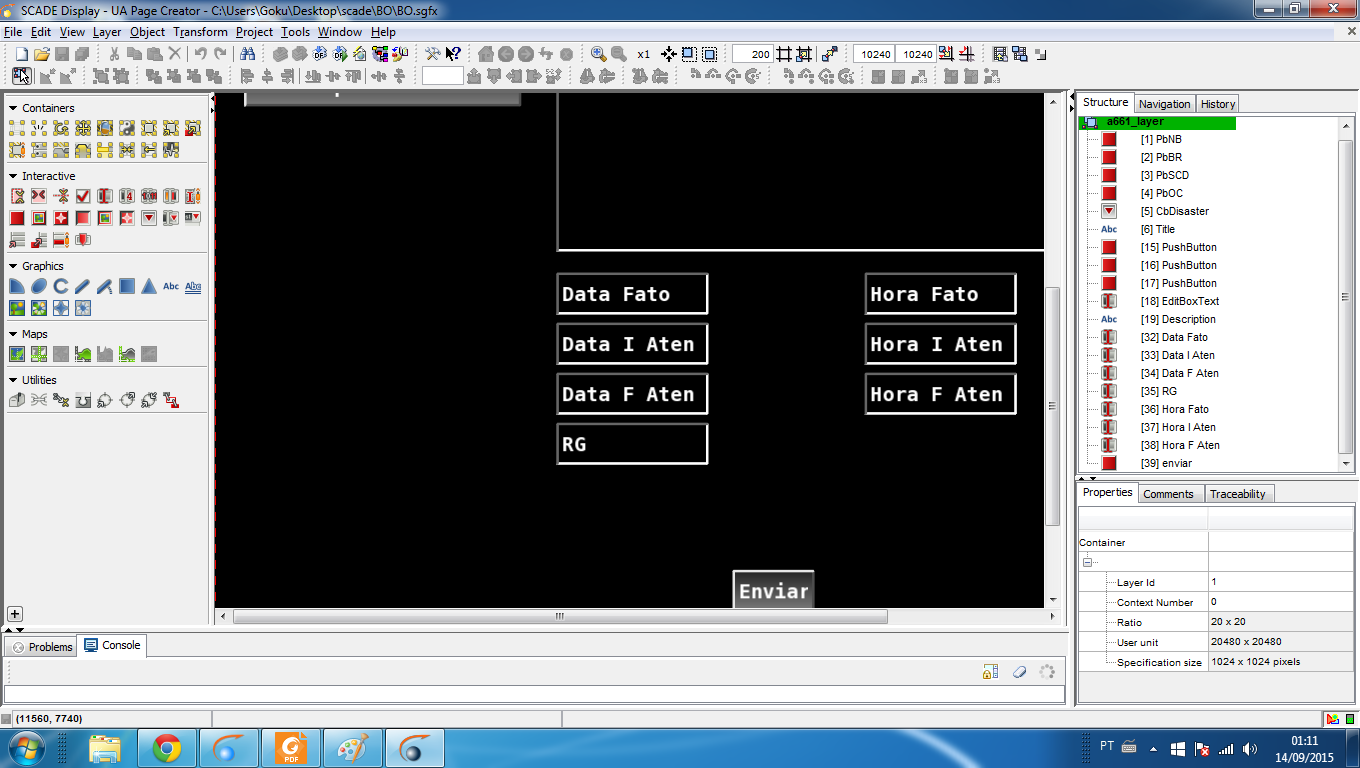 SCADE Display - UA Page Creator - C:\Users\Goku\Desktop\scade\BO\BO.sgfx
File Edit View Layer Object Transform Project Tools Window Help
x1 200 10240 10240
Containers
Interactive
Graphics
Abc Abc
Maps
Utilities
Data Fato Hora Fato
Data I Aten Hora I Aten
Data F Aten Hora F Aten
RG
Enviar
Structure Navigation History
a661_layer
[1] PbNB
[2] PbBR
[3] PbSCD
[4] PbOC
[5] CbDisaster
Abc [6] Title
[15] PushButton
[16] PushButton
[17] PushButton
[18] EditBoxText
Abc [19] Description
[32] Data Fato
[33] Data I Aten
[34] Data F Aten
[35] RG
[36] Hora Fato
[37] Hora I Aten
[38] Hora F Aten
[39] enviar
Properties Comments Traceability
Container
Layer Id 1
Context Number 0
Ratio 20 x 20
User unit 20480 x 20480
Specification size 1024 x 1024 pixels
Problems Console
(11560, 7740)
PDF
PT
01:11
14/09/2015